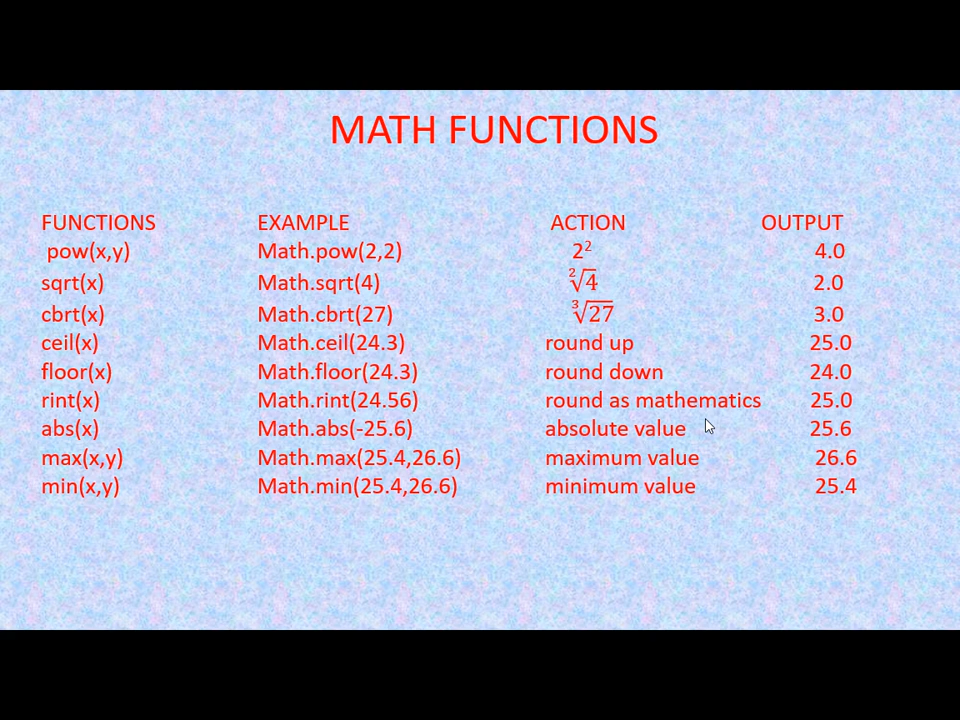 MATH FUNCTIONS
FUNCTIONS EXAMPLE ACTION OUTPUT
pow(x,y) Math.pow(2,2) 2² 4.0
sqrt(x) Math.sqrt(4) ²√4 2.0
cbrt(x) Math.cbrt(27) ³√27 3.0
ceil(x) Math.ceil(24.3) round up 25.0
floor(x) Math.floor(24.3) round down 24.0
rint(x) Math.rint(24.56) round as mathematics 25.0
abs(x) Math.abs(-25.6) absolute value 25.6
max(x,y) Math.max(25.4,26.6) maximum value 26.6
min(x,y) Math.min(25.4,26.6) minimum value 25.4